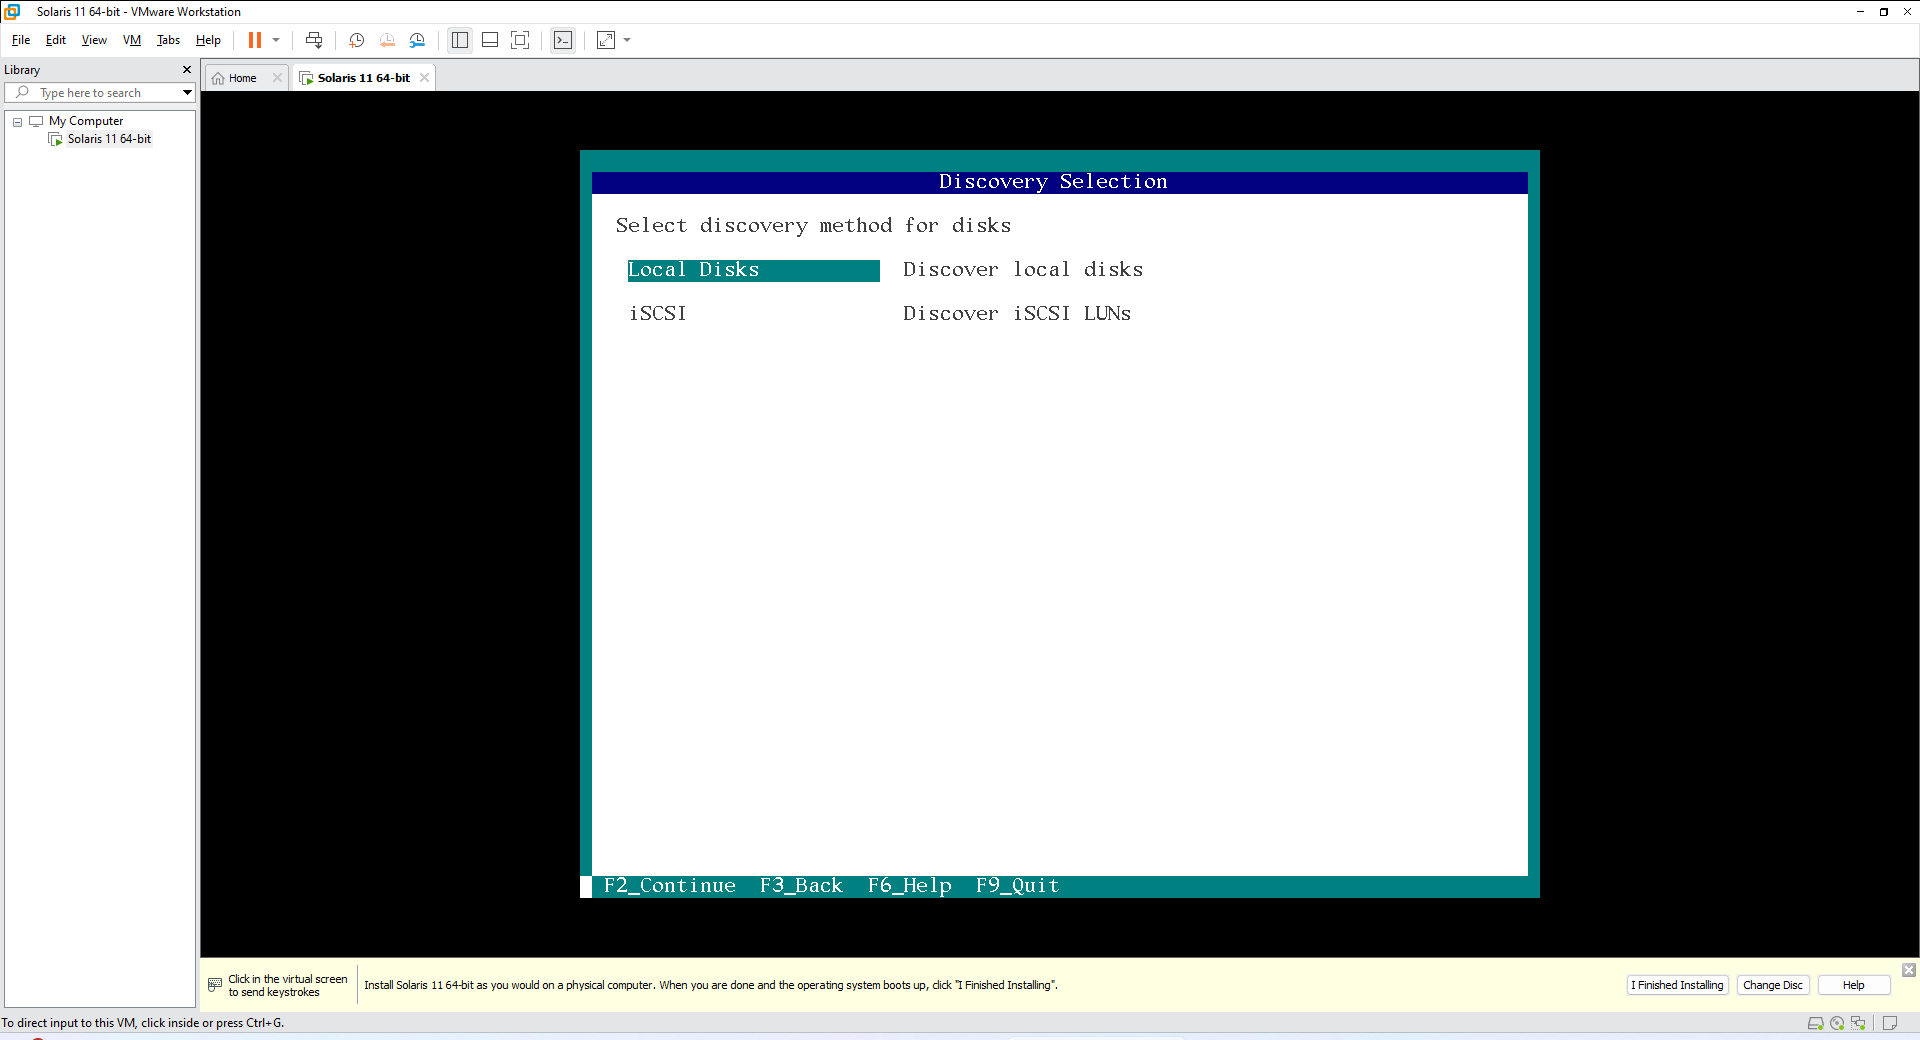 Solaris 11 64-bit - VMware Workstation
File Edit View VM Tabs Help
Library
Type here to search
My Computer
Solaris 11 64-bit
Home
Solaris 11 64-bit
Discovery Selection
Select discovery method for disks
Local Disks Discover local disks
iSCSI Discover iSCSI LUNs
F2_Continue F3_Back F6_Help F9_Quit
Click in the virtual screen
to send keystrokes
Install Solaris 11 64-bit as you would on a physical computer. When you are done and the operating system boots up, click "I Finished Installing".
I Finished Installing Change Disc Help
To direct input to this VM, click inside or press Ctrl+G.